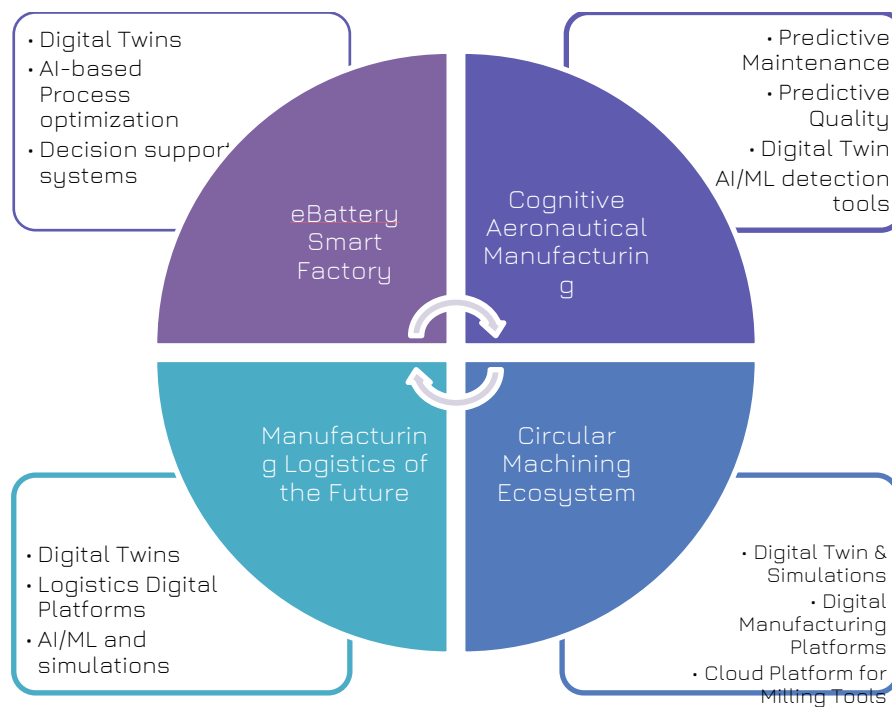 • Digital Twins
• AI-based
Process
optimization
• Decision support
systems
• Predictive
Maintenance
• Predictive
Quality
• Digital Twin
AI/ML detection
tools
eBattery
Smart
Factory
Cognitive
Aeronautical
Manufacturin
g
Manufacturin
g Logistics of
the Future
Circular
Machining
Ecosystem
• Digital Twins
• Logistics Digital
Platforms
• AI/ML and
simulations
• Digital Twin &
Simulations
• Digital
Manufacturing
Platforms
• Cloud Platform for
Milling Tools